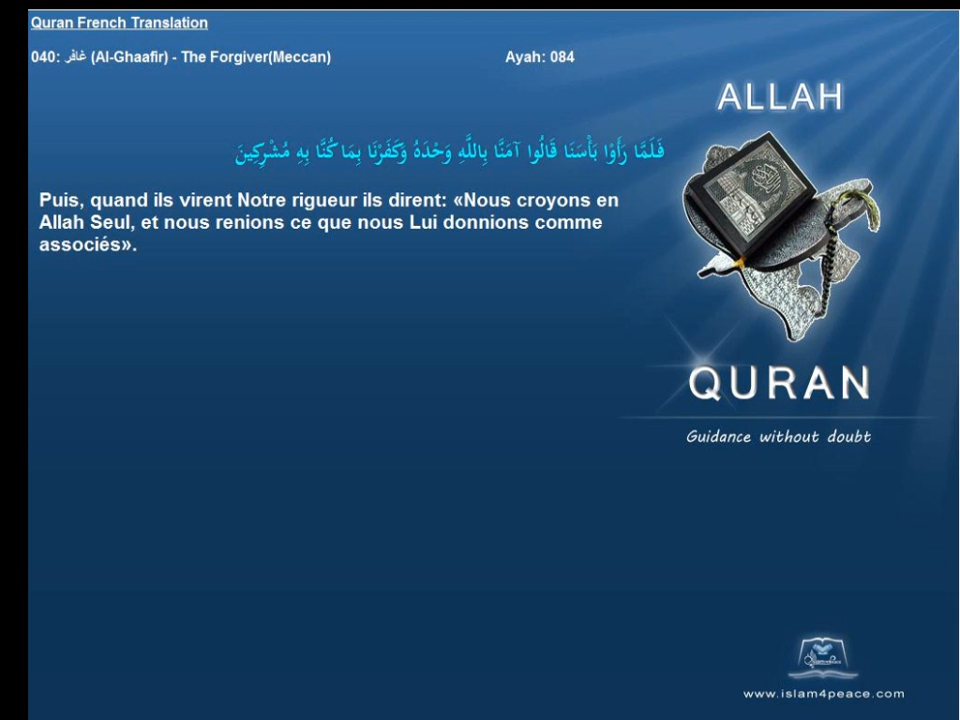 Quran French Translation
040: غافر (Al-Ghaafir) - The Forgiver(Meccan) Ayah: 084
ALLAH
فَلَمَّا رَأَوْا بَأْسَنَا قَالُوا آمَنَّا بِاللَّهِ وَحْدَهُ وَكَفَرْنَا بِمَا كُنَّا بِهِ مُشْرِكِينَ
Puis, quand ils virent Notre rigueur ils dirent: «Nous croyons en
Allah Seul, et nous renions ce que nous Lui donnions comme
associés».
QURAN
Guidance without doubt
www.islam4peace.com